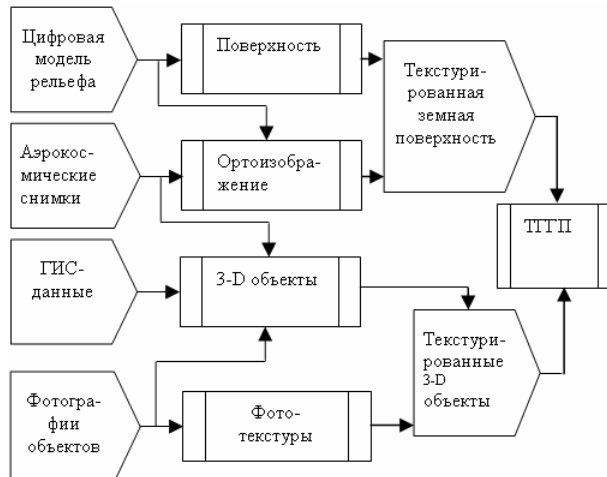 Цифровая
модель
рельефа
Поверхность
Текстури-
рованная
земная
поверхность
Аэрокос-
мические
снимки
Ортоизобра-
жение
ТГГП
ГИС-
данные
3-D объекты
Текстури-
рованные
3-D
объекты
Фотогра-
фии
объектов
Фото-
текстуры